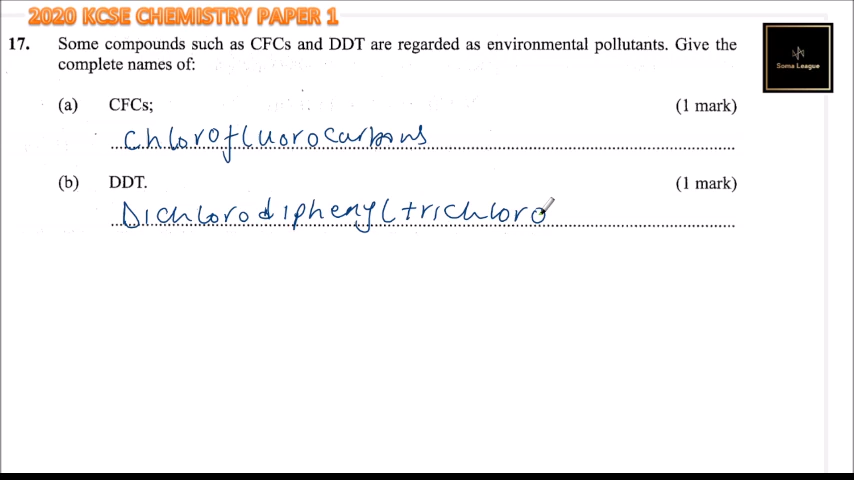 2020 KCSE CHEMISTRY PAPER 1
17. Some compounds such as CFCs and DDT are regarded as environmental pollutants. Give the
complete names of:
Soma League
(a) CFCs; (1 mark)
Chlorofluorocarbons
(b) DDT. (1 mark)
Dichlorodiphenyltrichloro